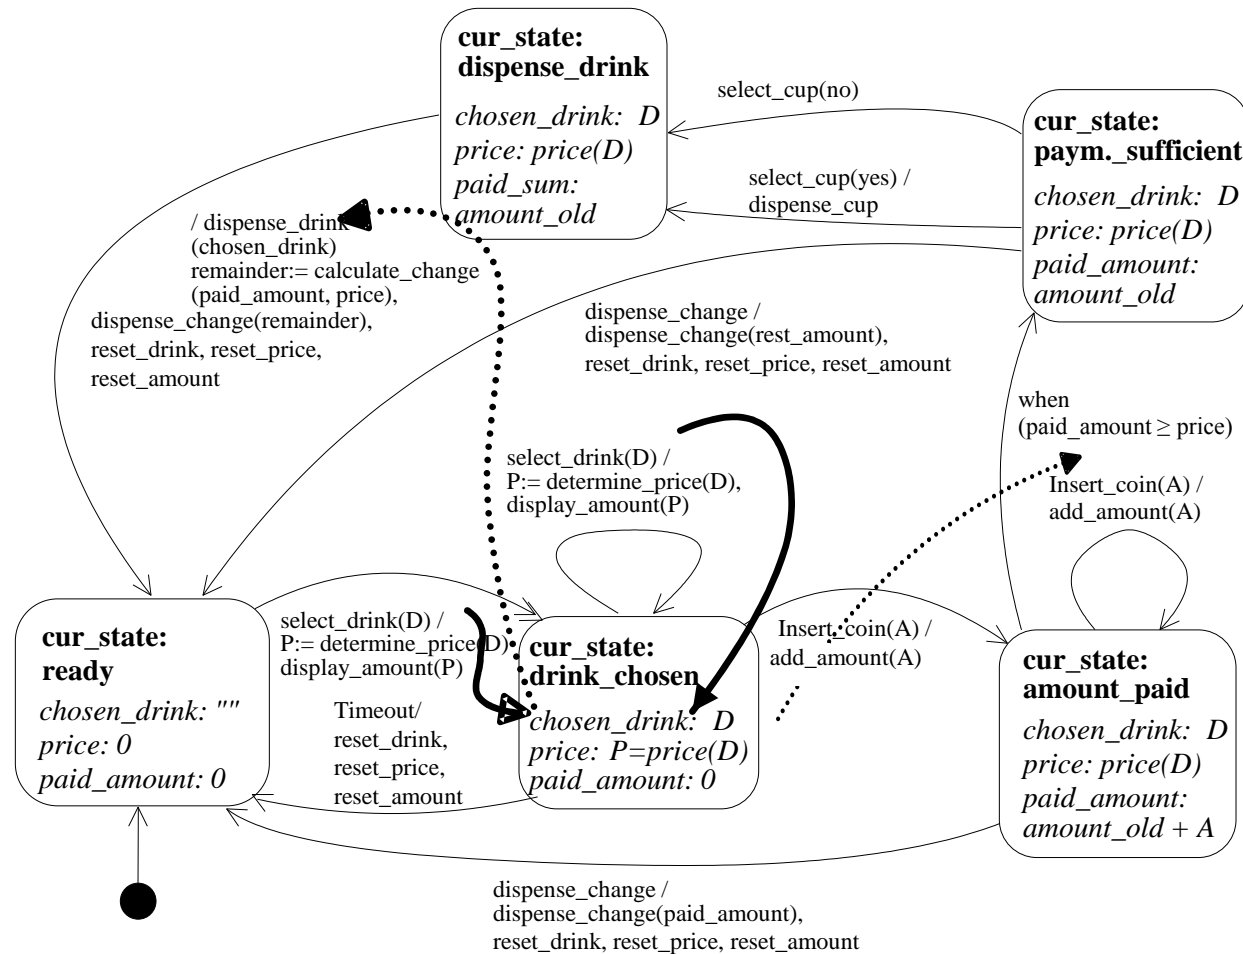 cur_state:
dispense_drink
chosen_drink: D
price: price(D)
paid_sum:
amount_old
select_cup(no)
select_cup(yes) /
dispense_cup
cur_state:
paym._sufficient
chosen_drink: D
price: price(D)
paid_amount:
amount_old
/ dispense_drink
(chosen_drink)
remainder:= calculate_change
(paid_amount, price),
dispense_change(remainder),
reset_drink, reset_price,
reset_amount
dispense_change /
dispense_change(rest_amount),
reset_drink, reset_price, reset_amount
when
(paid_amount ≥ price)
select_drink(D) /
P:= determine_price(D),
display_amount(P)
Insert_coin(A) /
add_amount(A)
cur_state:
ready
chosen_drink: ""
price: 0
paid_amount: 0
select_drink(D) /
P:= determine_price(D)
display_amount(P)
Timeout/
reset_drink,
reset_price,
reset_amount
cur_state:
drink_chosen
chosen_drink: D
price: P=price(D)
paid_amount: 0
Insert_coin(A) /
add_amount(A)
cur_state:
amount_paid
chosen_drink: D
price: price(D)
paid_amount:
amount_old + A
dispense_change /
dispense_change(paid_amount),
reset_drink, reset_price, reset_amount